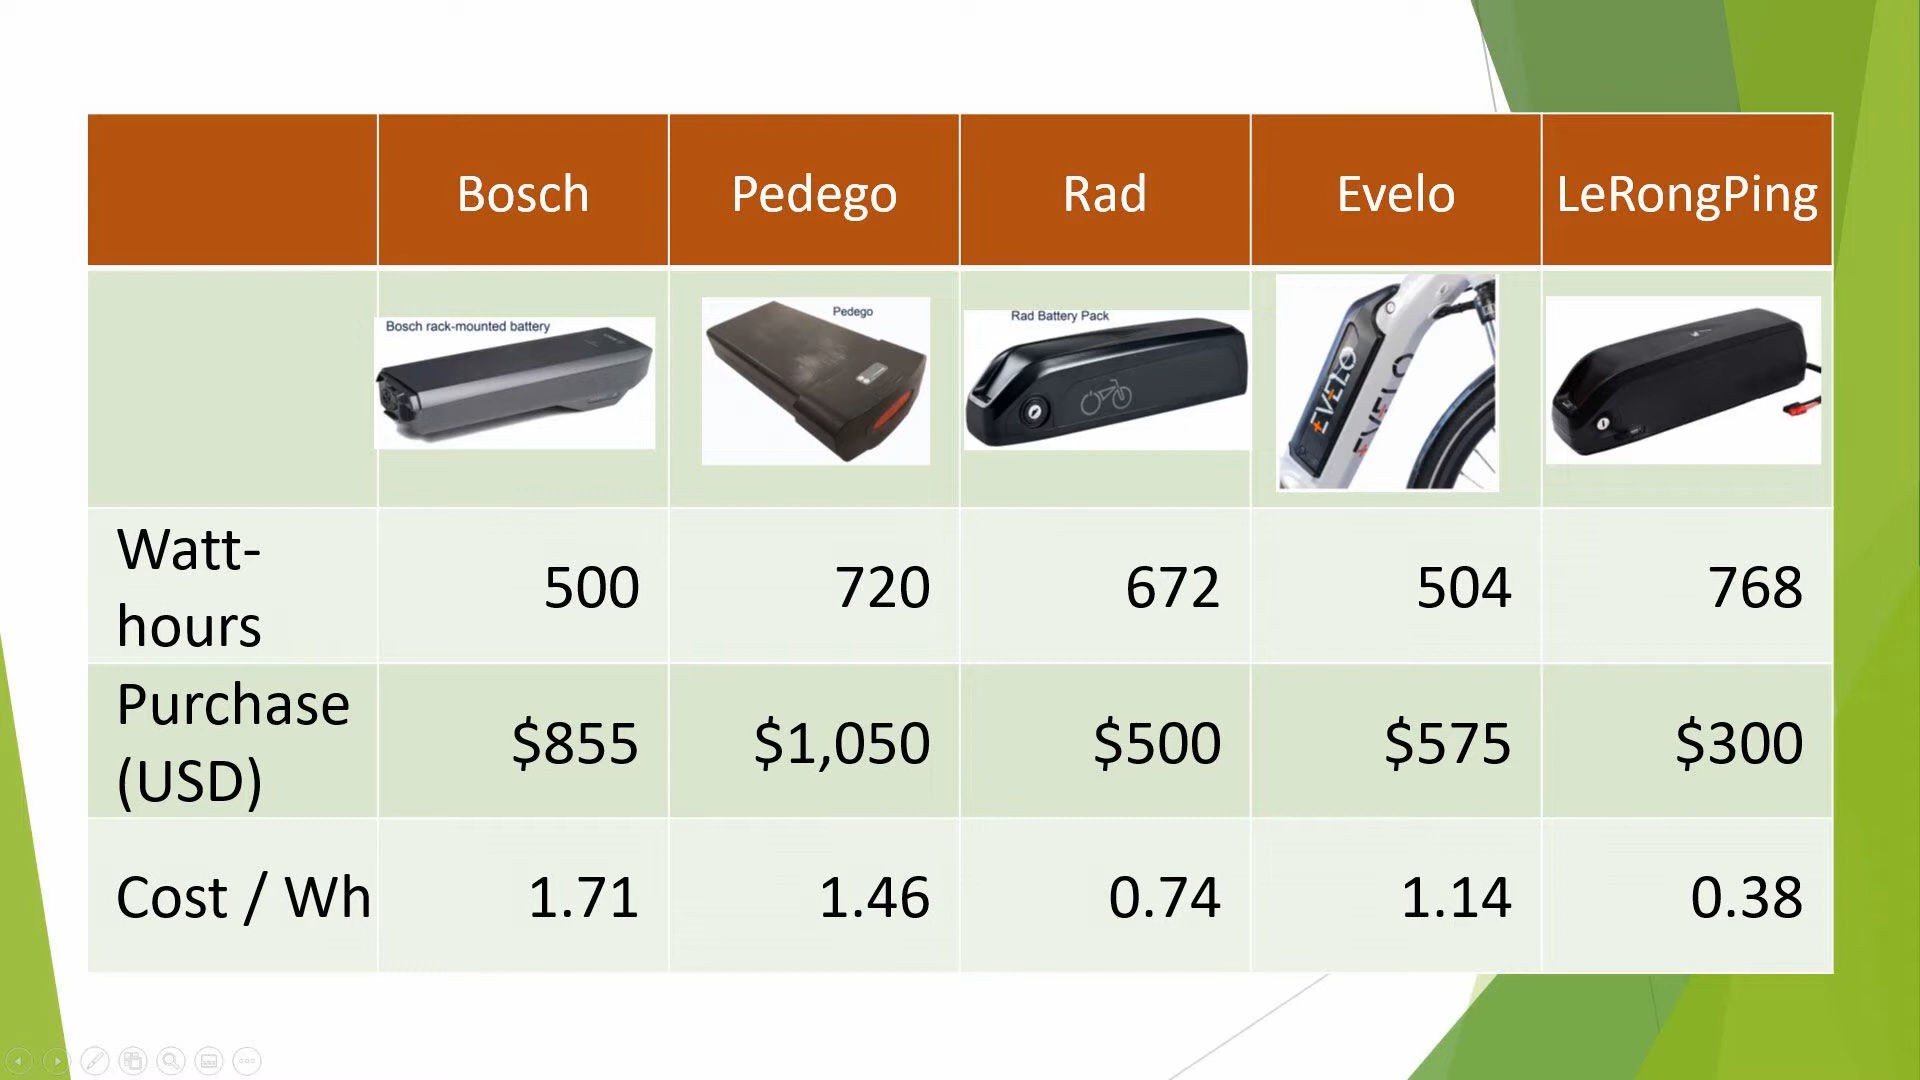 Bosch
Pedego
Rad
Evelo
LeRongPing
Bosch rack-mounted battery
Pedego
Rad Battery Pack
EVELO
EVELO
Watt-
hours
500
720
672
504
768
Purchase
(USD)
$855
$1,050
$500
$575
$300
Cost / Wh
1.71
1.46
0.74
1.14
0.38